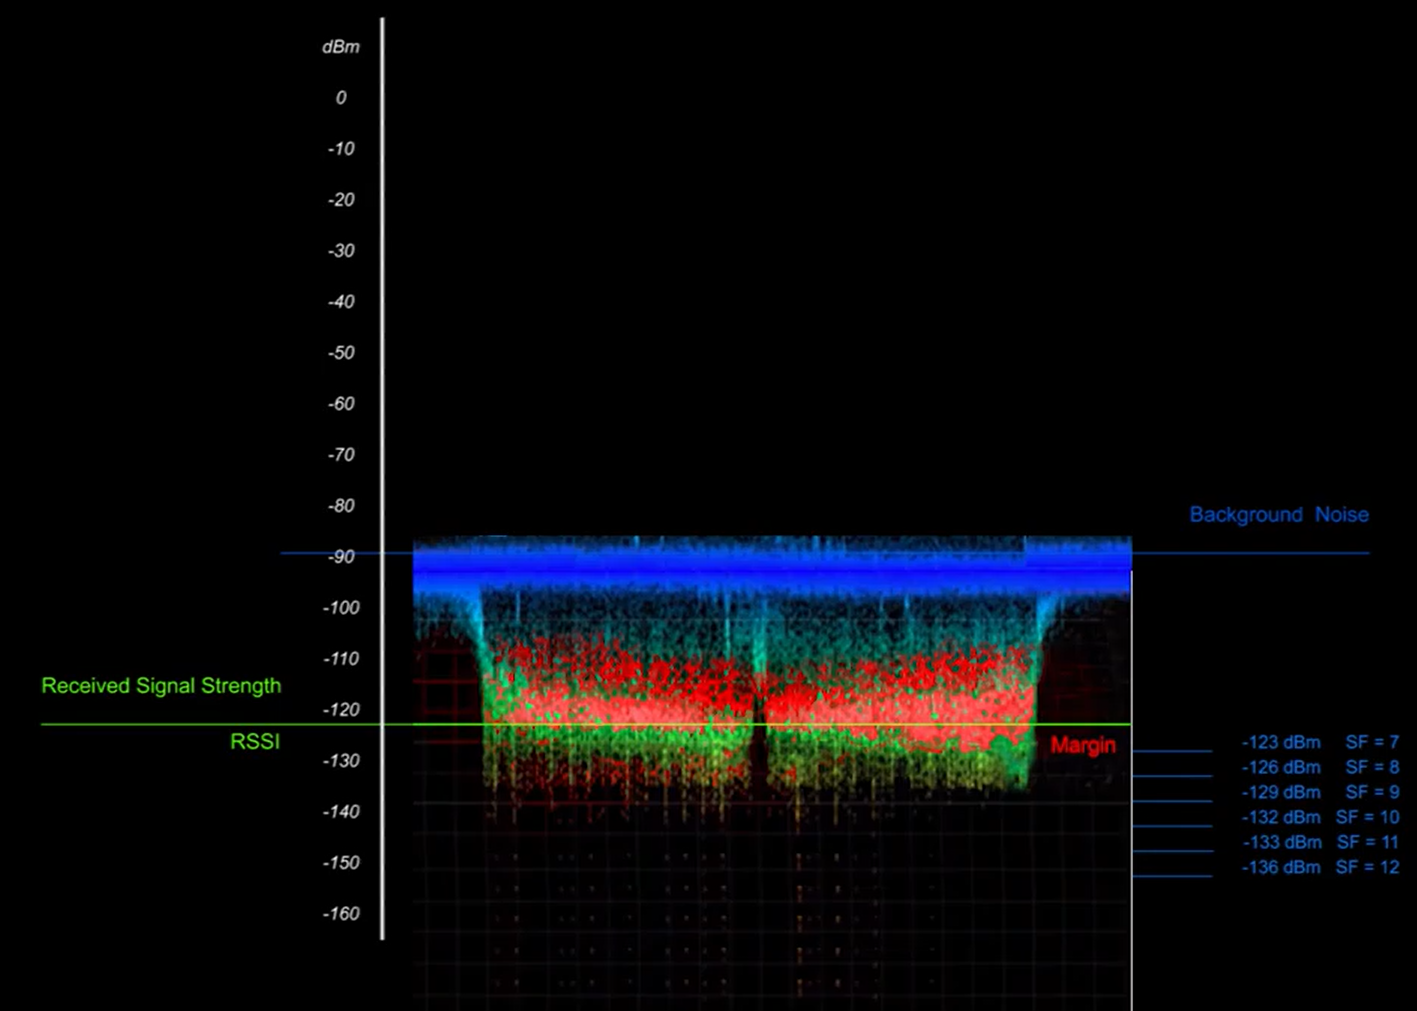 dBm
0
-10
-20
-30
-40
-50
-60
-70
-80
Background Noise
-90
-100
-110
Received Signal Strength
-120
RSSI
Margin
-123 dBm SF = 7
-130
-126 dBm SF = 8
-129 dBm SF = 9
-140
-132 dBm SF = 10
-133 dBm SF = 11
-150
-136 dBm SF = 12
-160